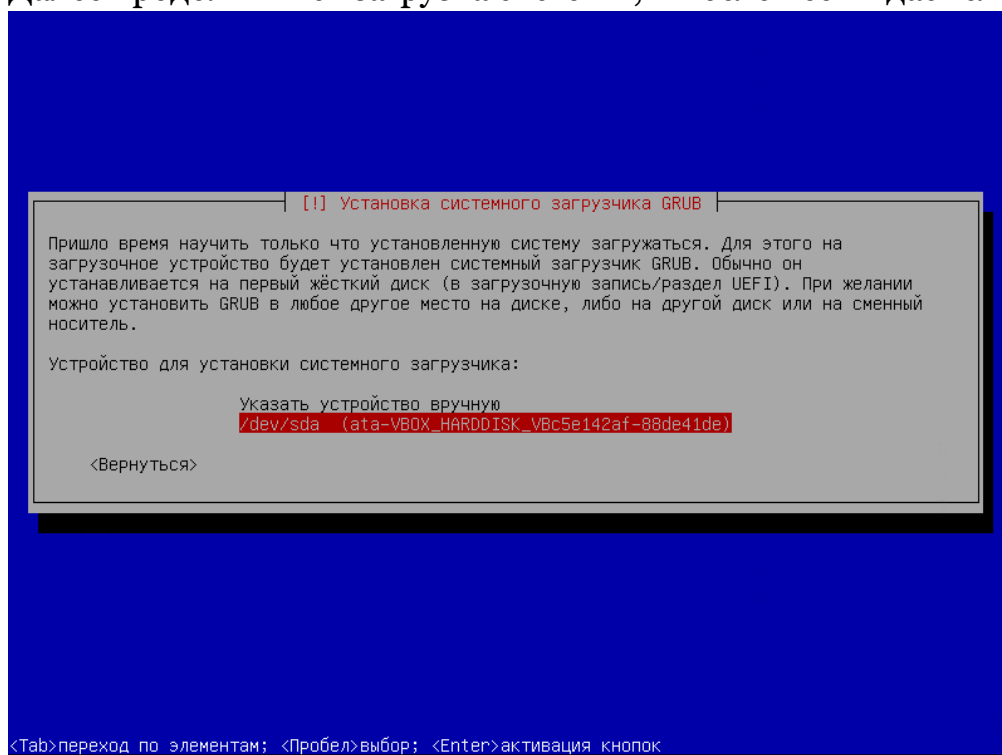 [!] Установка системного загрузчика GRUB
Пришло время научить только что установленную систему загружаться. Для этого на
загрузочное устройство будет установлен системный загрузчик GRUB. Обычно он
устанавливается на первый жёсткий диск (в загрузочную запись/раздел UEFI). При желании
можно установить GRUB в любое другое место на диске, либо на другой диск или на сменный
носитель.
Устройство для установки системного загрузчика:
Указать устройство вручную
/dev/sda (ata-VBOX_HARDDISK_VBc5e142af-88de41de)
<Вернуться>
<Tab>переход по элементам; <Пробел>выбор; <Enter>активация кнопок